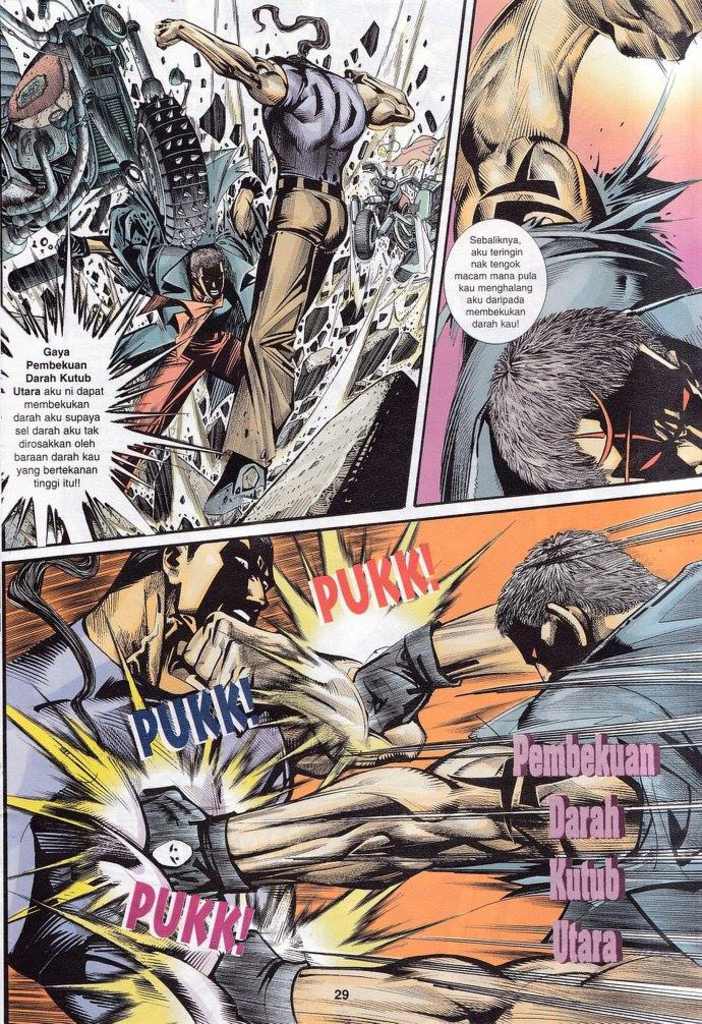 Gaya
Pembekuan
Darah Kutub
Utara aku ni dapat
membekukan
darah aku supaya
sel darah aku tak
dirosakkan oleh
baraan darah kau
yang bertekanan
tinggi itu!!
Sebaliknya,
aku teringin
nak tengok
macam mana pula
kau menghalang
aku daripada
membekukan
darah kau!
PUKK!
PUKK!
PUKK!
Pembekuan
Darah
Kutub
Utara
29